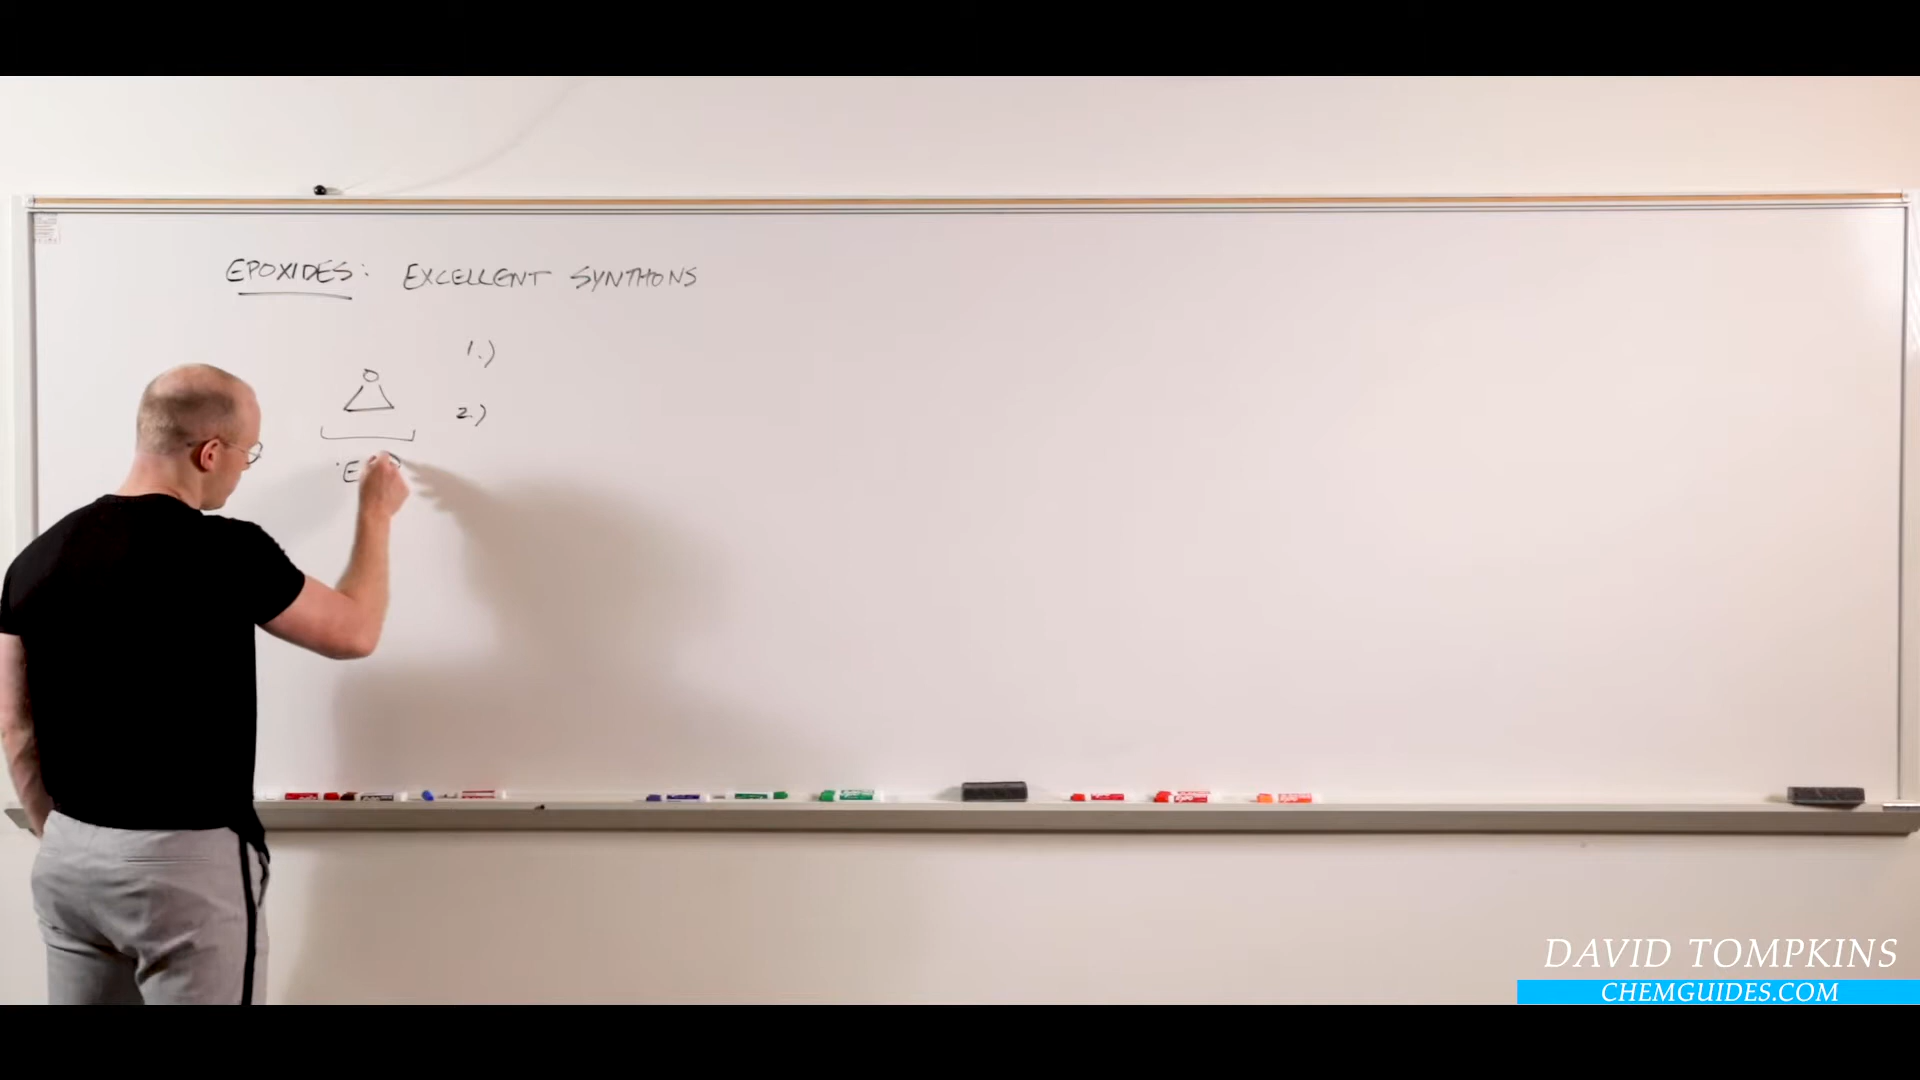 EPOXIDES: EXCELLENT SYNTHONS
1.)
O
2.)
DAVID TOMPKINS
CHEMGUIDES.COM